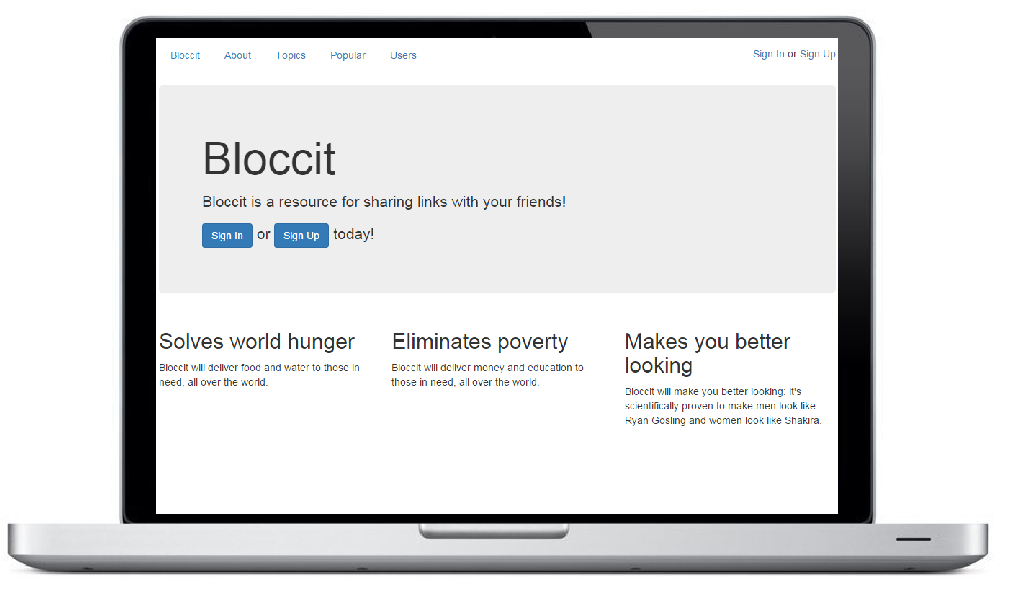 Bloccit About Topics Popular Users Sign In or Sign Up
Bloccit
Bloccit is a resource for sharing links with your friends!
Sign In or Sign Up today!
Solves world hunger
Bloccit will deliver food and water to those in
need, all over the world.
Eliminates poverty
Bloccit will deliver money and education to
those in need, all over the world.
Makes you better
looking
Bloccit will make you better looking: it's
scientifically proven to make men look like
Ryan Gosling and women look like Shakira.